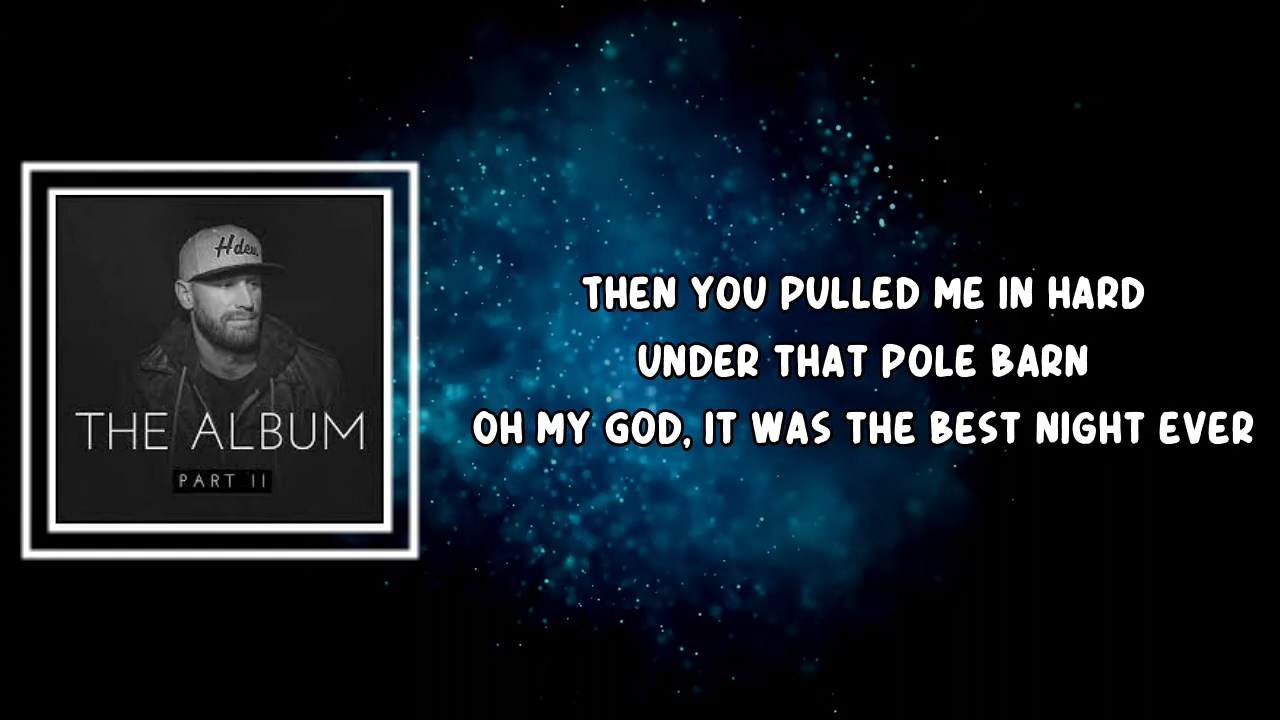 Hdew
THE ALBUM
PART II
THEN YOU PULLED ME IN HARD
UNDER THAT POLE BARN
OH MY GOD, IT WAS THE BEST NIGHT EVER